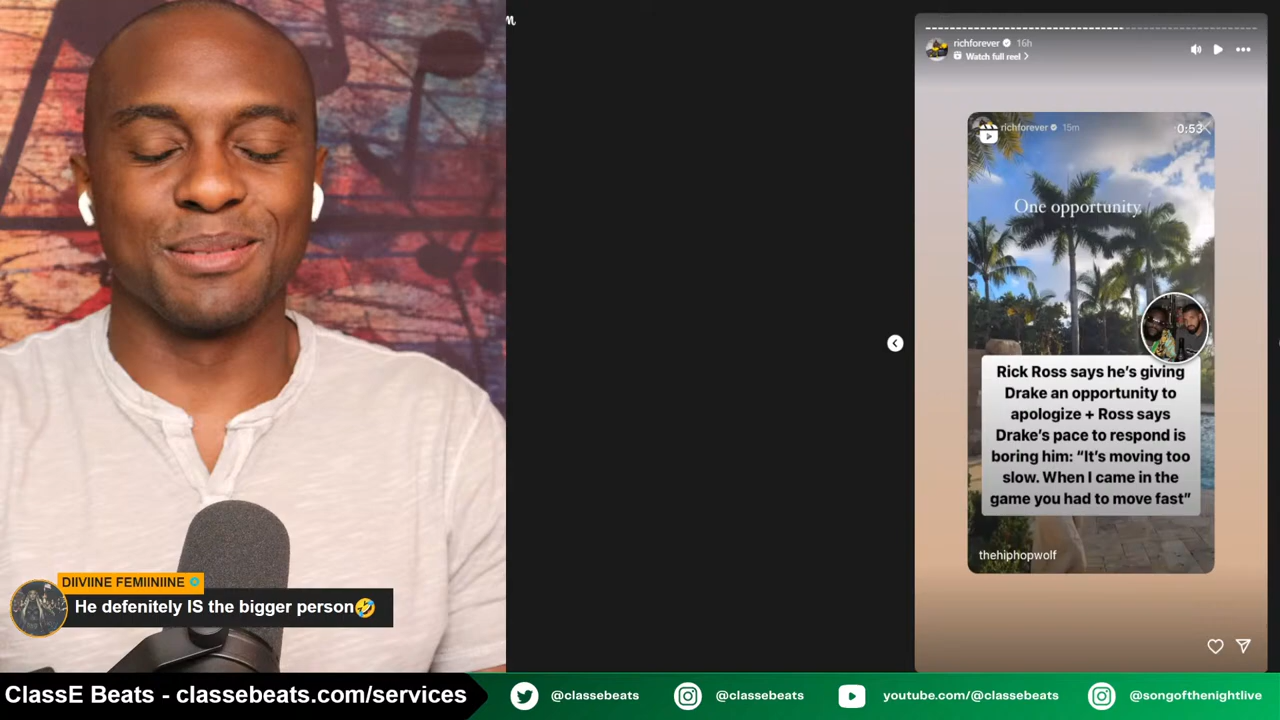 n
richforever 16h
Watch full reel
richforever 15m
0:53
One opportunity,
Rick Ross says he's giving
Drake an opportunity to
apologize + Ross says
Drake's pace to respond is
boring him: “It's moving too
slow. When I came in the
game you had to move fast”
thehiphopwolf
DIIVIINE FEMIINIINE
He defenitely IS the bigger person🤣
ClassE Beats - classebeats.com/services
@classebeats
@classebeats
youtube.com/@classebeats
@songofthenightlive